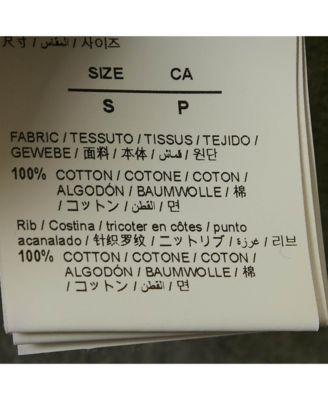 尺寸 / المقاس / 사이즈
SIZE CA
S P
FABRIC / TESSUTO / TISSUS / TEJIDO /
GEWEBE / 面料 / 本体 / قماش / 원단
100% COTTON / COTONE / COTON /
ALGODÓN / BAUMWOLLE / 棉
/ コットン / القطن / 면
Rib / Costina / tricoter en côtes / punto
acanalado / 针织罗纹 / ニットリブ / غرزة / 리브
100% COTTON / COTONE / COTON /
ALGODÓN / BAUMWOLLE / 棉
/ コットン / القطن / 면